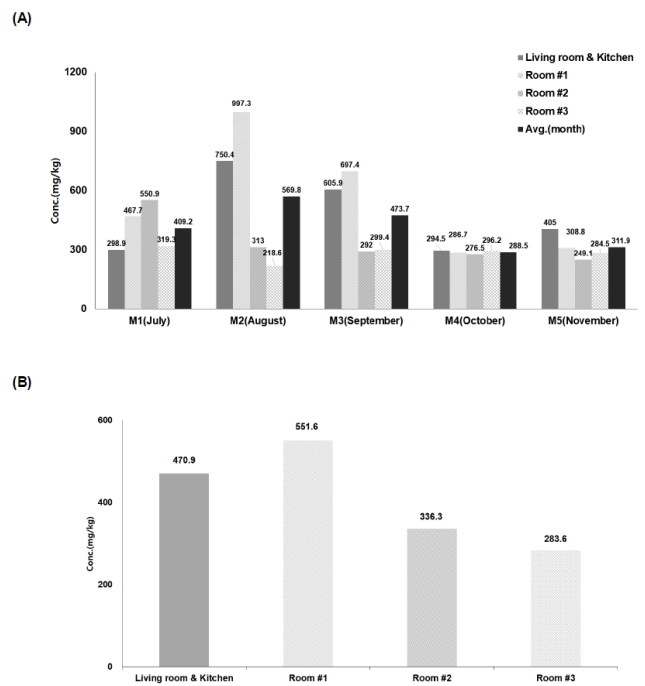 (A)
Living room & Kitchen
Room #1
Room #2
Room #3
Avg.(month)
Conc.(mg/kg)
1200
900
600
300
0
298.9 467.7 550.9 319.3 409.2
750.4 997.3 313 218.6 569.8
605.9 697.4 292 299.4 473.7
294.5 286.7 276.5 296.2 288.5
405 308.8 249.1 284.5 311.9
M1(July) M2(August) M3(September) M4(October) M5(November)
(B)
Conc.(mg/kg)
600
400
200
0
470.9 551.6 336.3 283.6
Living room & Kitchen Room #1 Room #2 Room #3